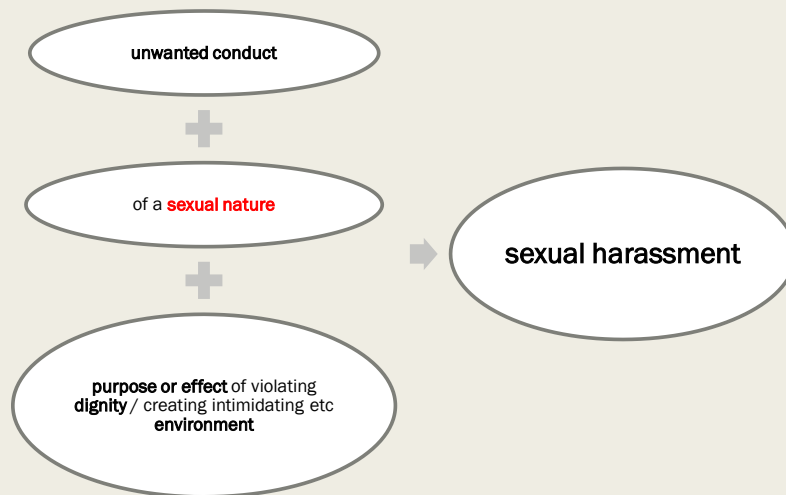 unwanted conduct
of a sexual nature
sexual harassment
purpose or effect of violating
dignity / creating intimidating etc
environment